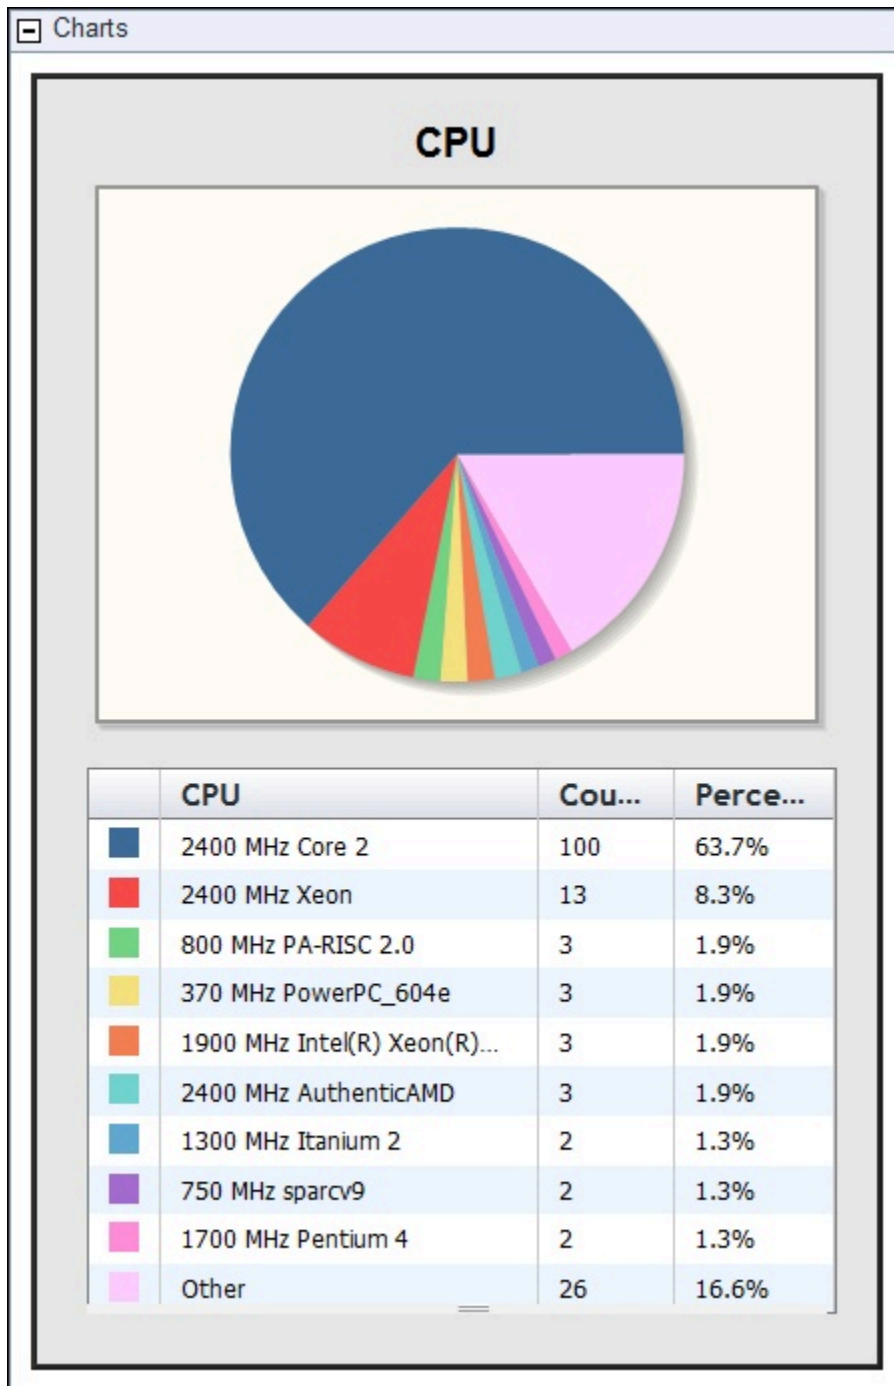 Charts
CPU
CPU Cou... Perce...
2400 MHz Core 2 100 63.7%
2400 MHz Xeon 13 8.3%
800 MHz PA-RISC 2.0 3 1.9%
370 MHz PowerPC_604e 3 1.9%
1900 MHz Intel(R) Xeon(R)... 3 1.9%
2400 MHz AuthenticAMD 3 1.9%
1300 MHz Itanium 2 2 1.3%
750 MHz sparcv9 2 1.3%
1700 MHz Pentium 4 2 1.3%
Other 26 16.6%